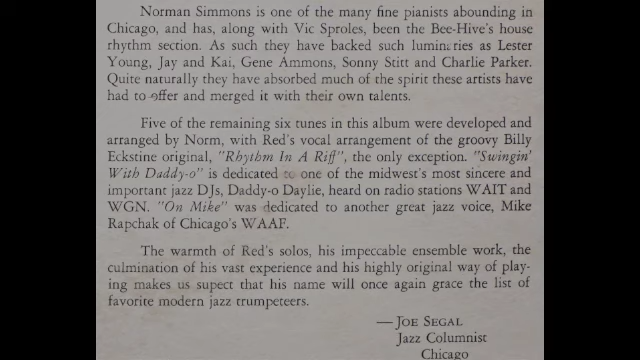 Norman Simmons is one of the many fine pianists abounding in
Chicago, and has, along with Vic Sproles, been the Bee-Hive's house
rhythm section. As such they have backed such luminaries as Lester
Young, Jay and Kai, Gene Ammons, Sonny Stitt and Charlie Parker.
Quite naturally they have absorbed much of the spirit these artists have
had to offer and merged it with their own talents.
Five of the remaining six tunes in this album were developed and
arranged by Norm, with Red's vocal arrangement of the groovy Billy
Eckstine original, "Rhythm In A Riff", the only exception. "Swingin'
With Daddy-o" is dedicated to one of the midwest's most sincere and
important jazz DJs, Daddy-o Daylie, heard on radio stations WAIT and
WGN. "On Mike" was dedicated to another great jazz voice, Mike
Rapchak of Chicago's WAAF.
The warmth of Red's solos, his impeccable ensemble work, the
culmination of his vast experience and his highly original way of play-
ing makes us supect that his name will once again grace the list of
favorite modern jazz trumpeteers.
— JOE SEGAL
Jazz Columnist
Chicago